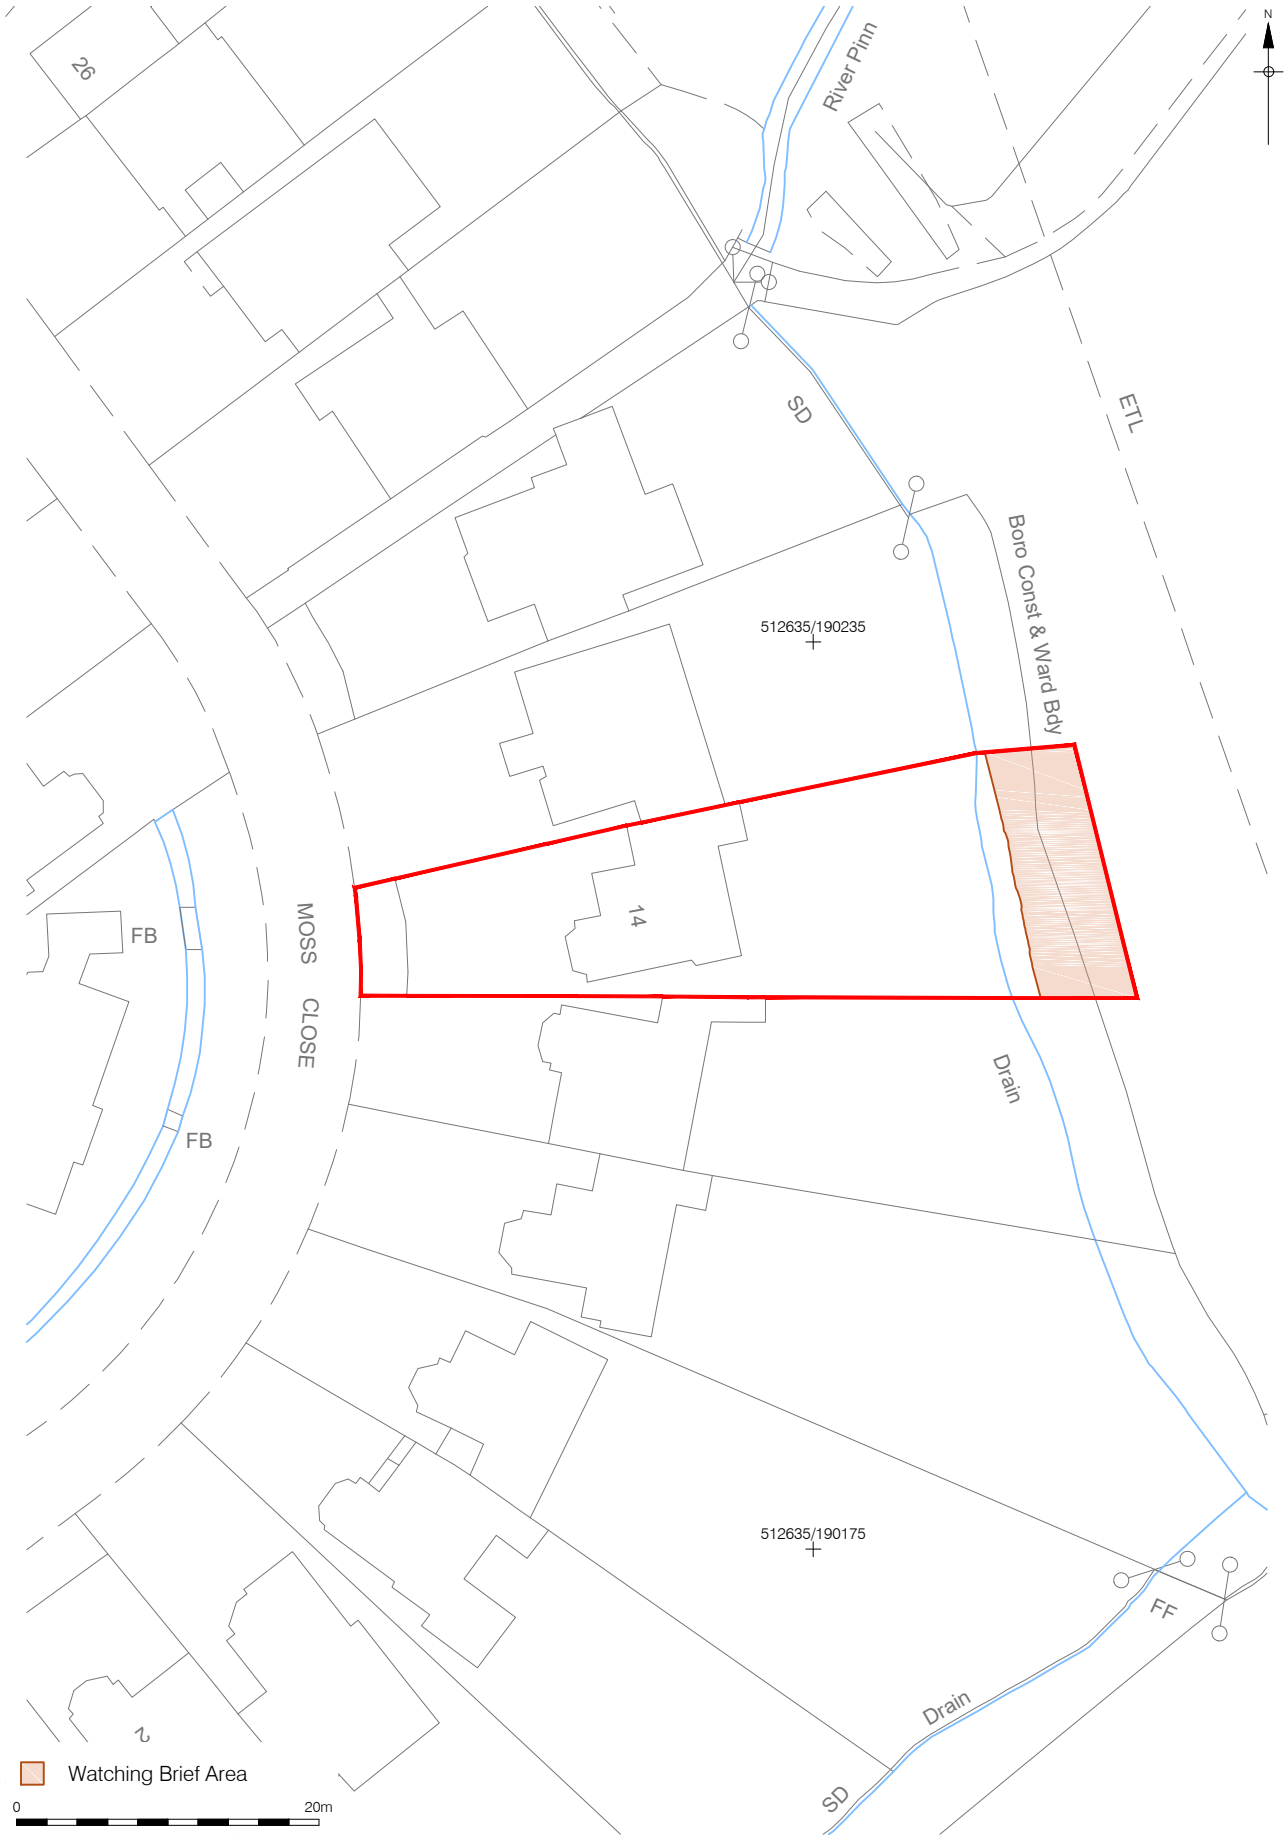 N
26
River Pinn
SD
ETL
Boro Const & Ward Bdy
512635/190235
14
FB
MOSS CLOSE
FB
Drain
512635/190175
FF
Drain
2
SD
Watching Brief Area
0 20m